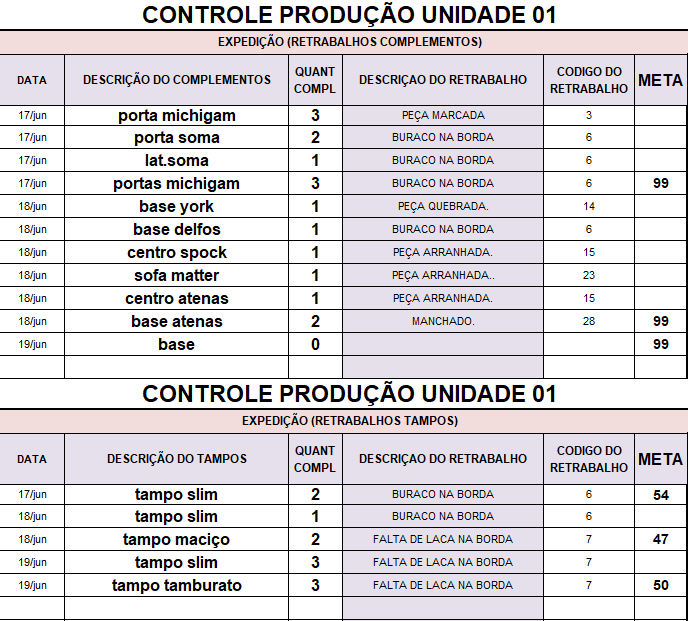 CONTROLE PRODUÇÃO UNIDADE 01
EXPEDIÇÃO (RETRABALHOS COMPLEMENTOS)
DATA DESCRIÇÃO DO COMPLEMENTOS QUANT COMPL DESCRIÇAO DO RETRABALHO CODIGO DO RETRABALHO META
17/jun porta michigam 3 PEÇA MARCADA 3
17/jun porta soma 2 BURACO NA BORDA 6
17/jun lat.soma 1 BURACO NA BORDA 6
17/jun portas michigam 3 BURACO NA BORDA 6 99
18/jun base york 1 PEÇA QUEBRADA. 14
18/jun base delfos 1 BURACO NA BORDA 6
18/jun centro spock 1 PEÇA ARRANHADA. 15
18/jun sofa matter 1 PEÇA ARRANHADA.. 23
18/jun centro atenas 1 PEÇA ARRANHADA. 15
18/jun base atenas 2 MANCHADO. 28 99
19/jun base 0 99
CONTROLE PRODUÇÃO UNIDADE 01
EXPEDIÇÃO (RETRABALHOS TAMPOS)
DATA DESCRIÇÃO DO TAMPOS QUANT COMPL DESCRIÇAO DO RETRABALHO CODIGO DO RETRABALHO META
17/jun tampo slim 2 BURACO NA BORDA 6 54
18/jun tampo slim 1 BURACO NA BORDA 6
18/jun tampo maciço 2 FALTA DE LACA NA BORDA 7 47
19/jun tampo slim 3 FALTA DE LACA NA BORDA 7
19/jun tampo tamburato 3 FALTA DE LACA NA BORDA 7 50